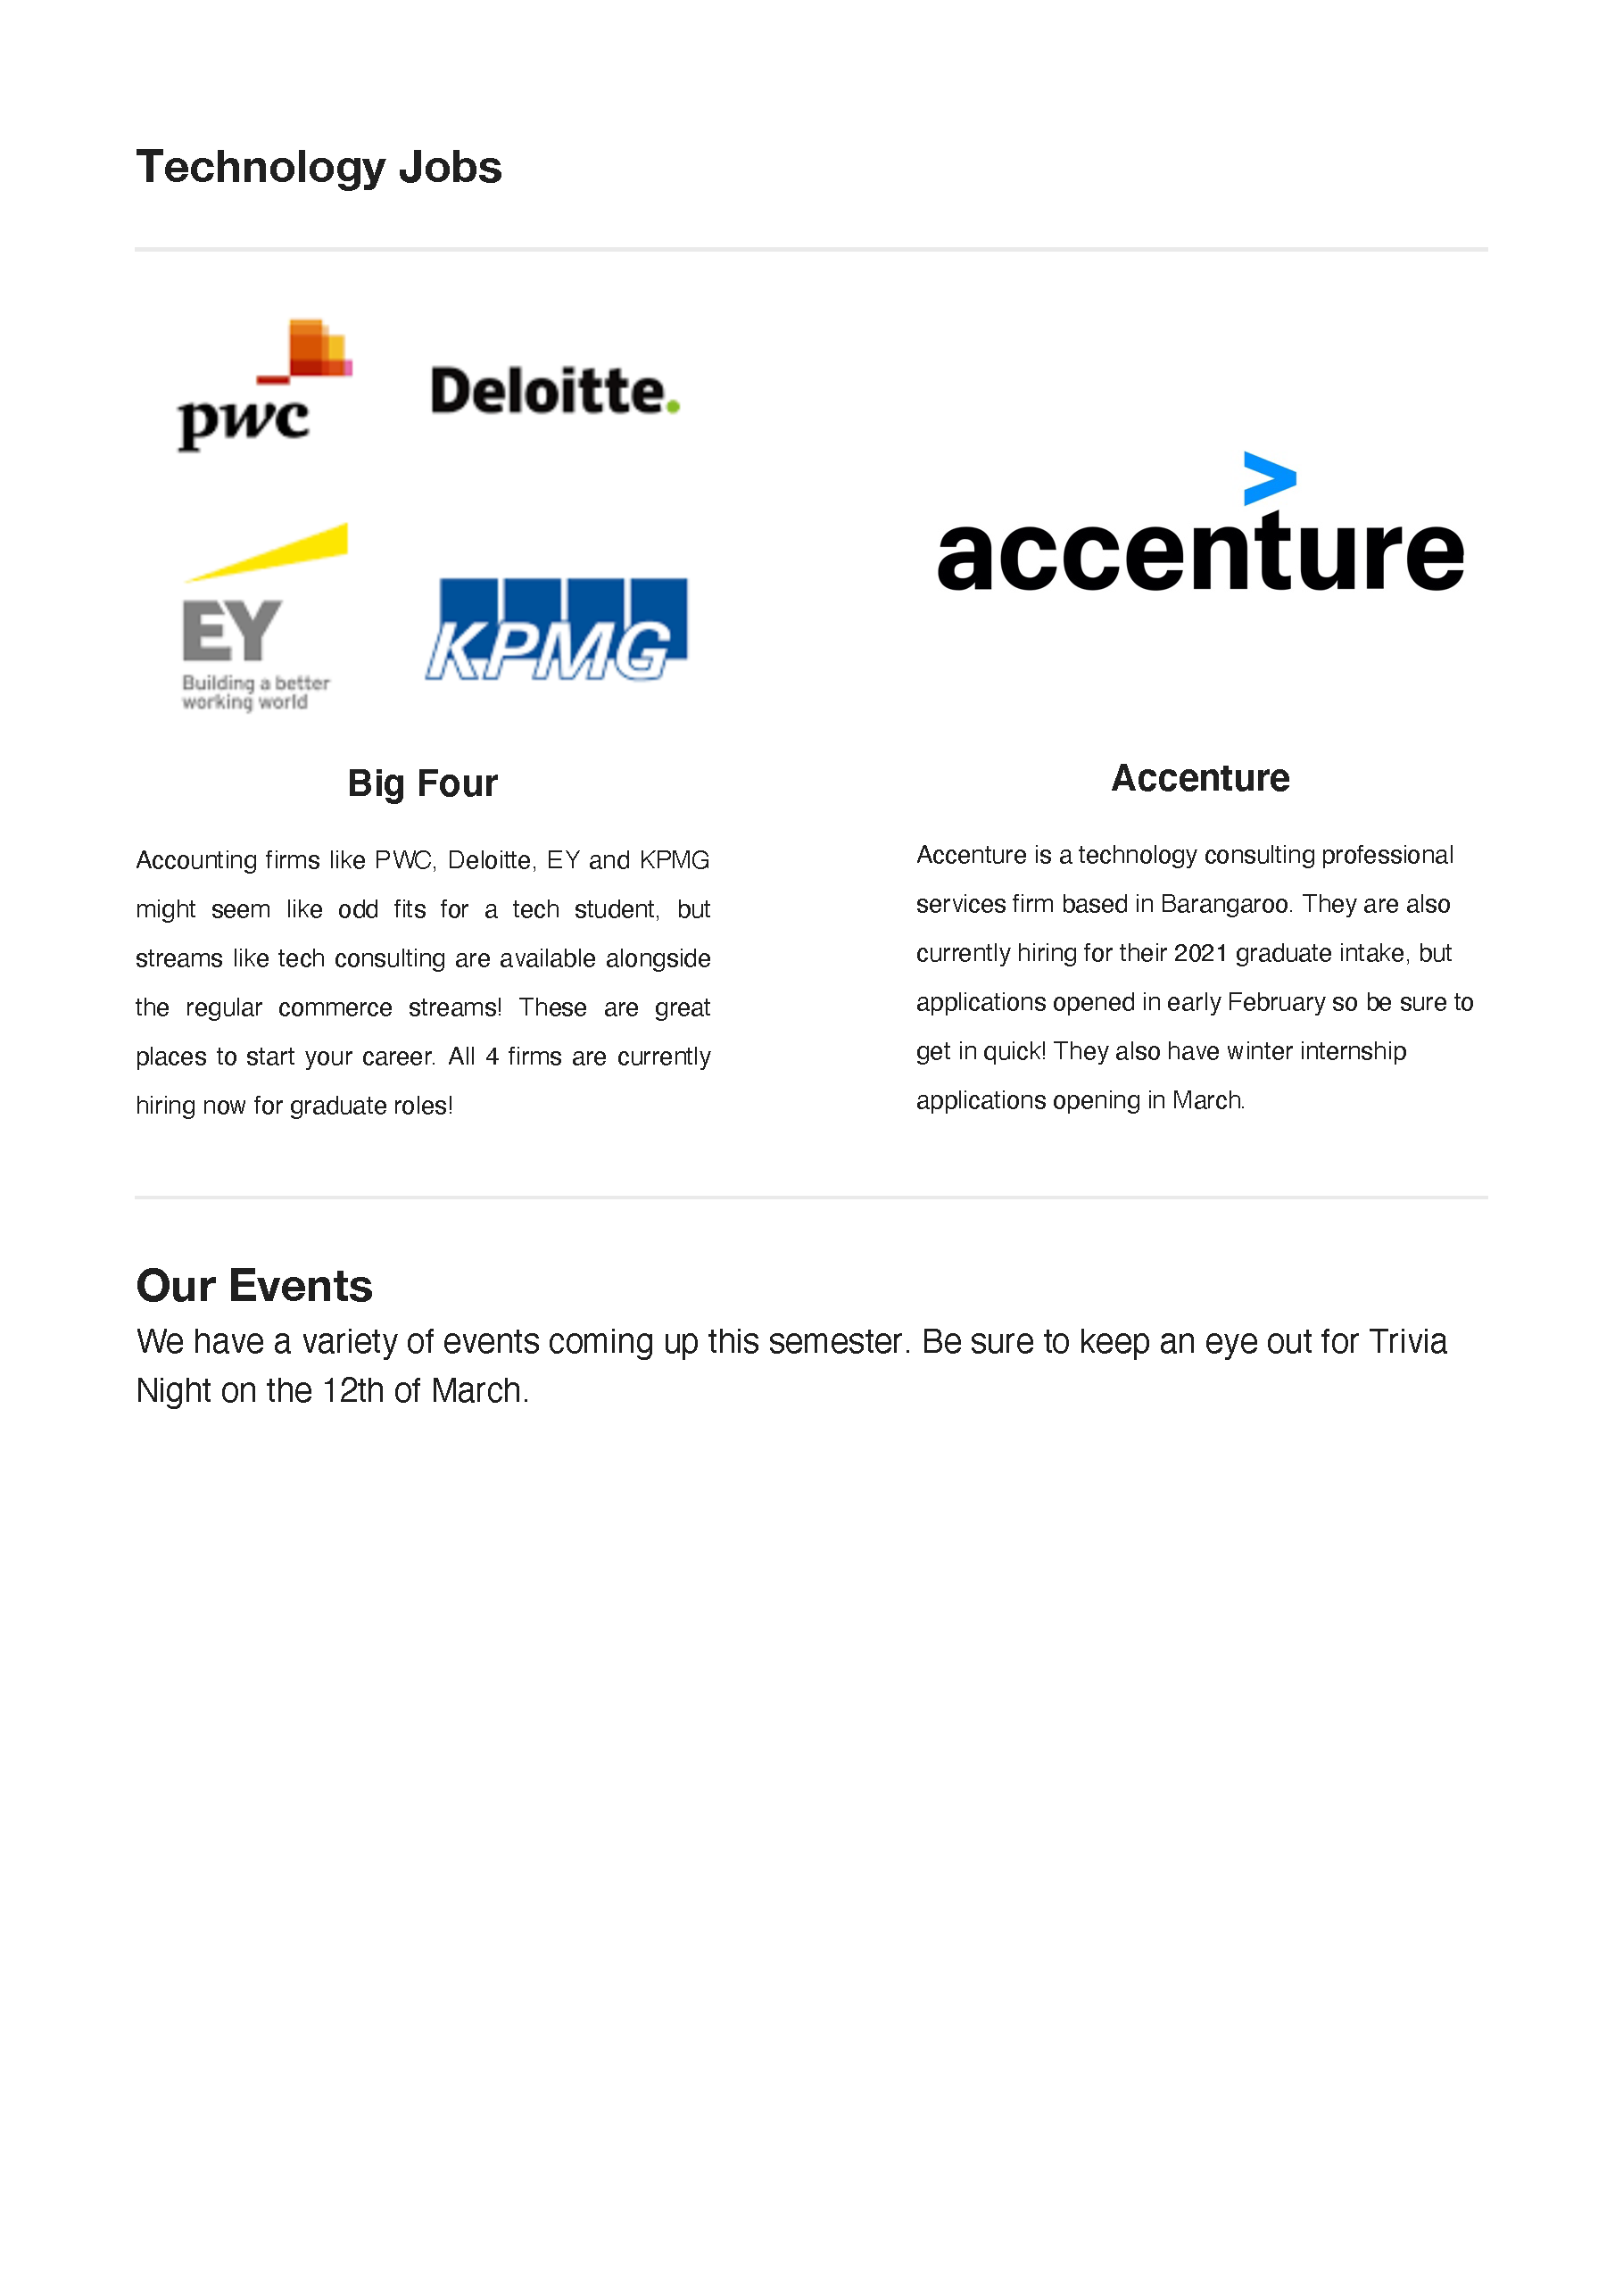 Technology Jobs
pwc
Deloitte.
EY
Building a better
working world
KPMG
>
accenture
Big Four
Accounting firms like PWC, Deloitte, EY and KPMG
might seem like odd fits for a tech student, but
streams like tech consulting are available alongside
the regular commerce streams! These are great
places to start your career. All 4 firms are currently
hiring now for graduate roles!
Accenture
Accenture is a technology consulting professional
services firm based in Barangaroo. They are also
currently hiring for their 2021 graduate intake, but
applications opened in early February so be sure to
get in quick! They also have winter internship
applications opening in March.
Our Events
We have a variety of events coming up this semester. Be sure to keep an eye out for Trivia
Night on the 12th of March.